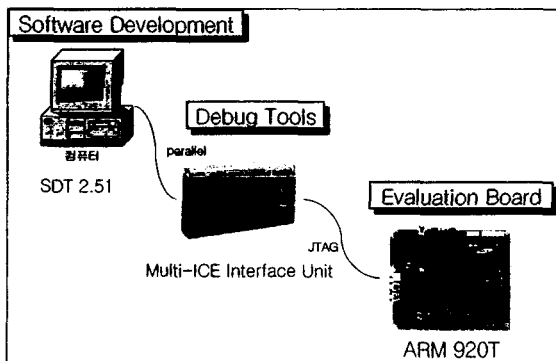 Software Development
컴퓨터
SDT 2.51
Debug Tools
parallel
Multi-ICE Interface Unit
JTAG
Evaluation Board
ARM 920T